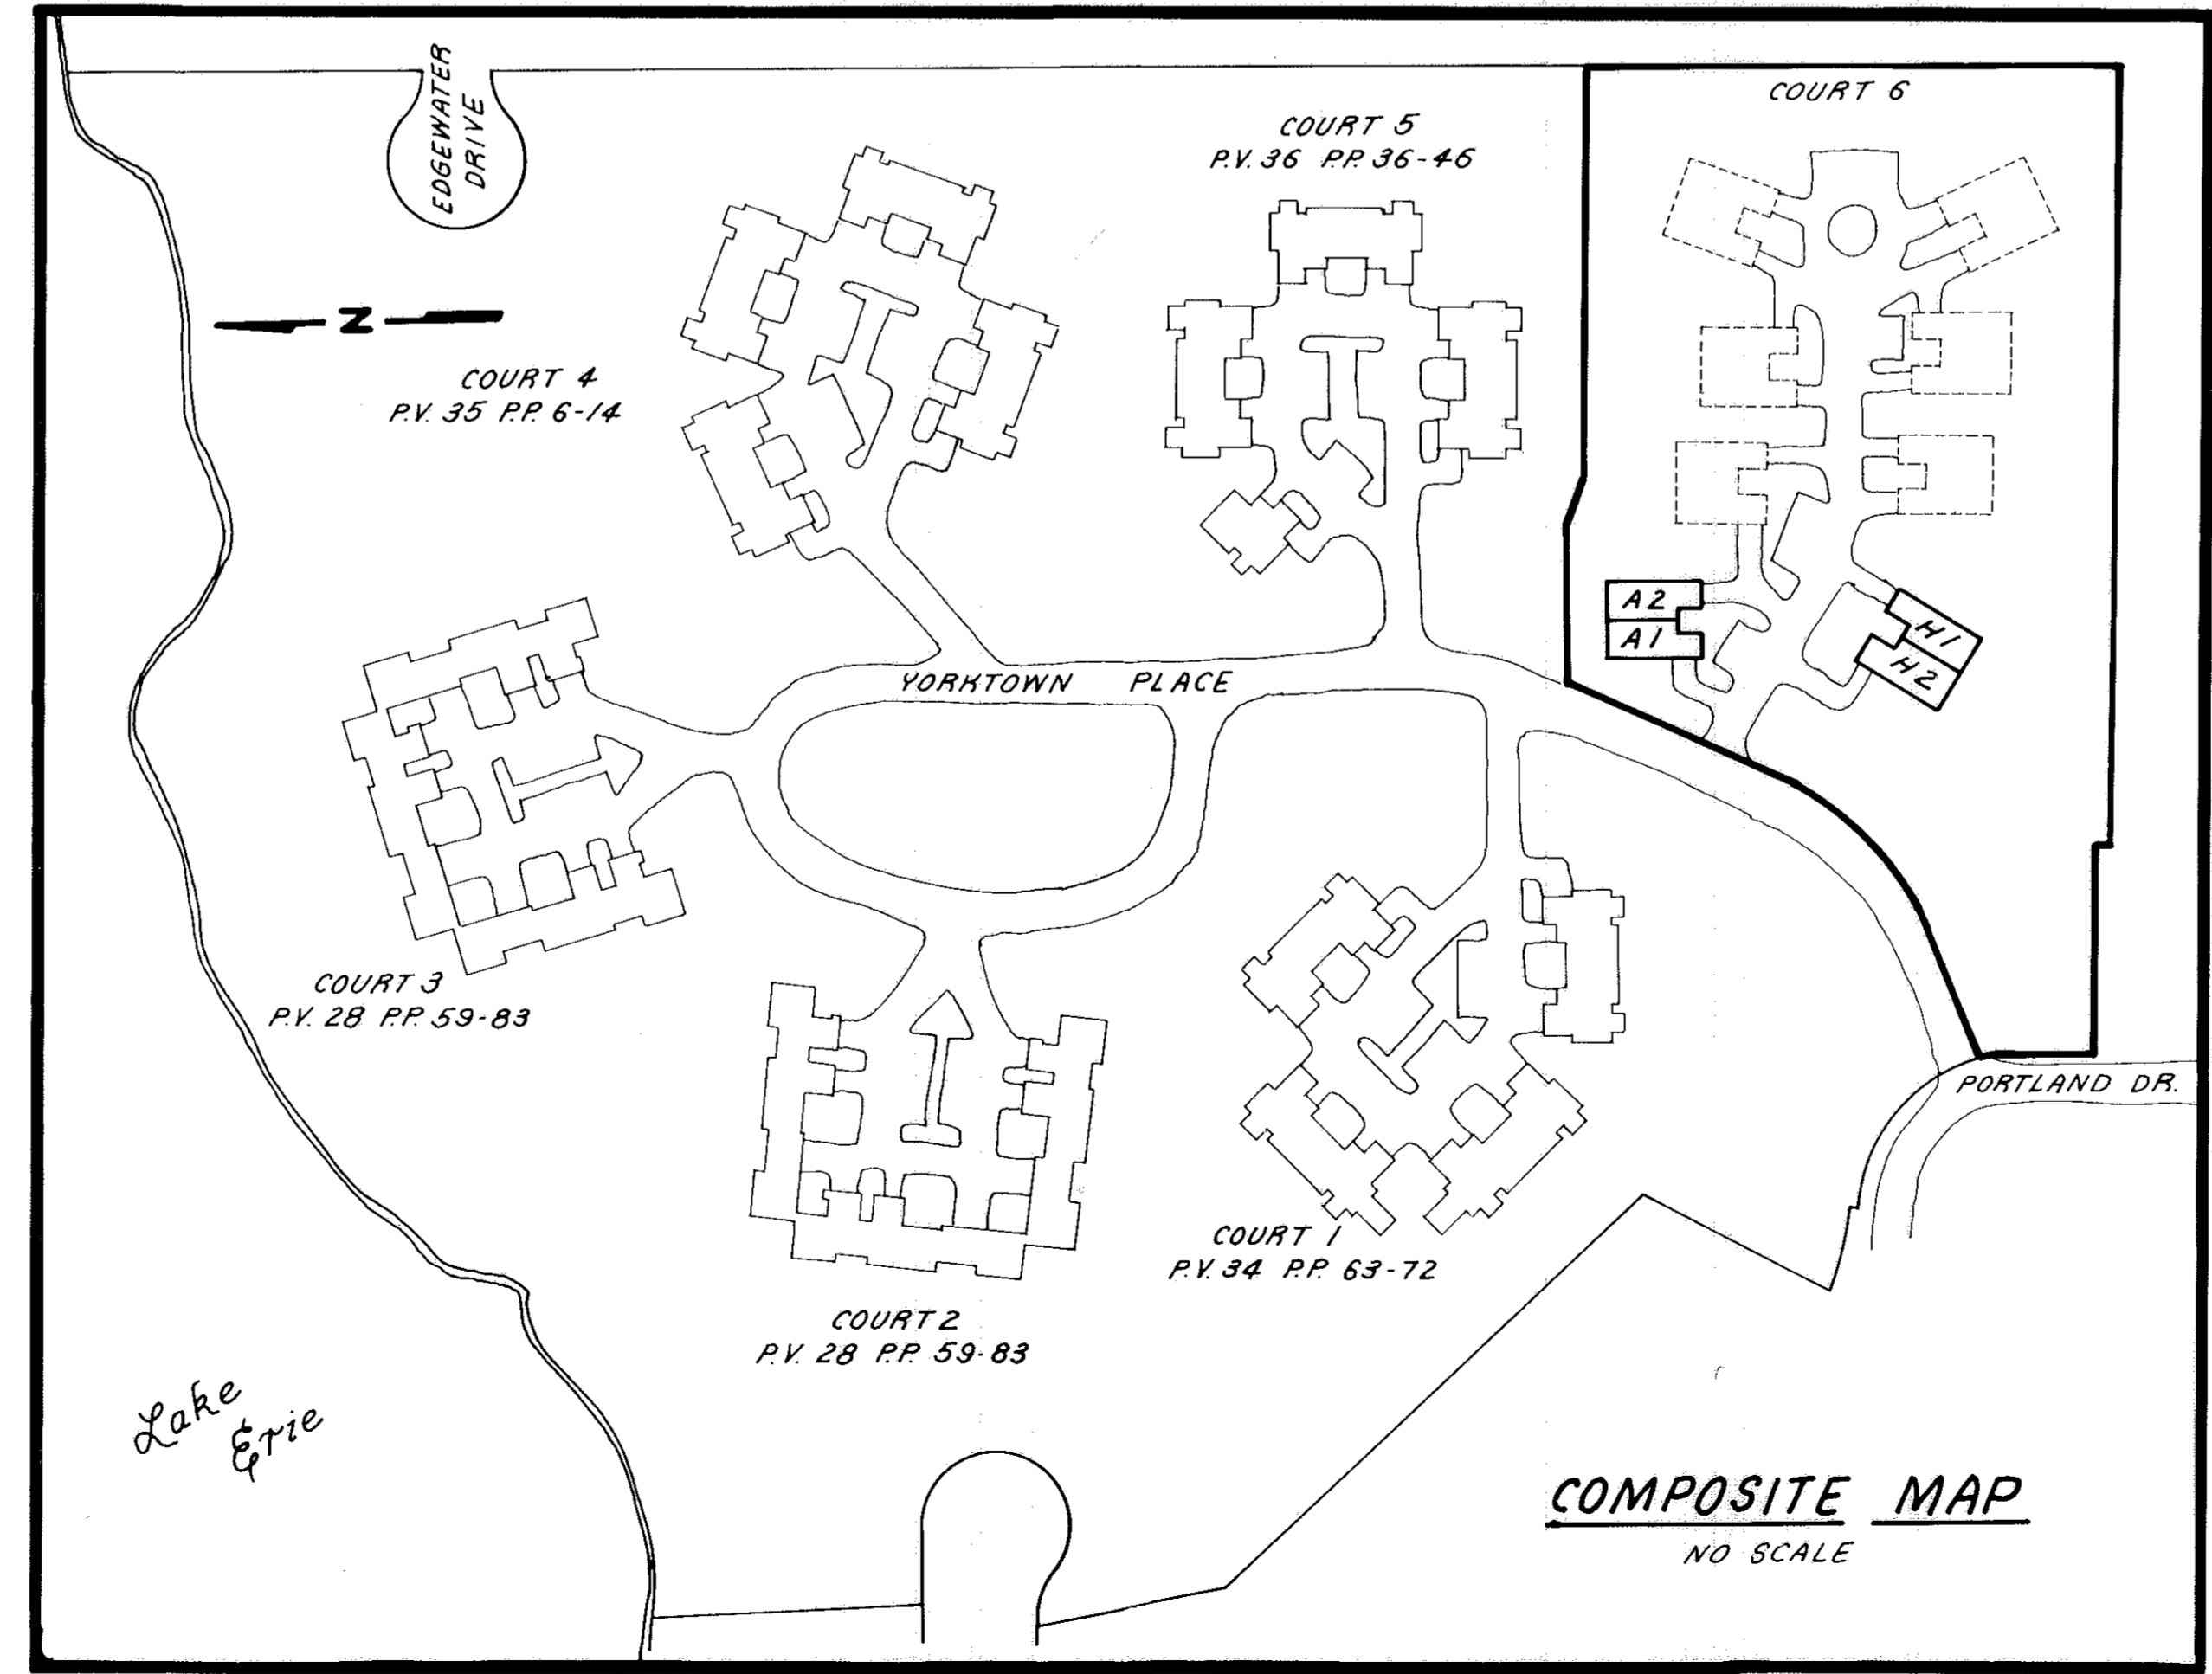 EDGEWATER
DRIVE
COURT 6
COURT 5
P.V. 36 P.P. 36-46
N
COURT 4
P.V. 35 P.P. 6-14
A2
A1
H1
H2
YORKTOWN PLACE
COURT 3
P.V. 28 P.P. 59-83
PORTLAND DR.
COURT 1
P.V. 34 P.P. 63-72
COURT 2
P.V. 28 P.P. 59-83
Lake
Erie
COMPOSITE MAP
NO SCALE